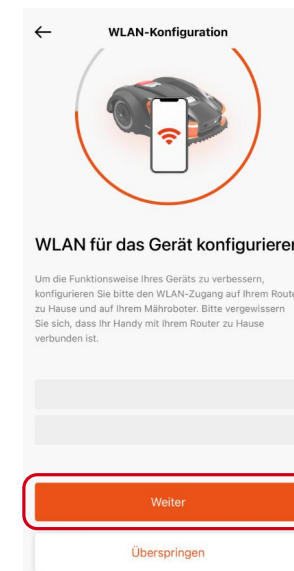 WLAN-Konfiguration
WLAN für das Gerät konfigurieren
Um die Funktionsweise Ihres Geräts zu verbessern,
konfigurieren Sie bitte den WLAN-Zugang auf Ihrem Route
zu Hause und auf Ihrem Mähroboter. Bitte vergewissern
Sie sich, dass Ihr Handy mit Ihrem Router zu Hause
verbunden ist.
Weiter
Überspringen